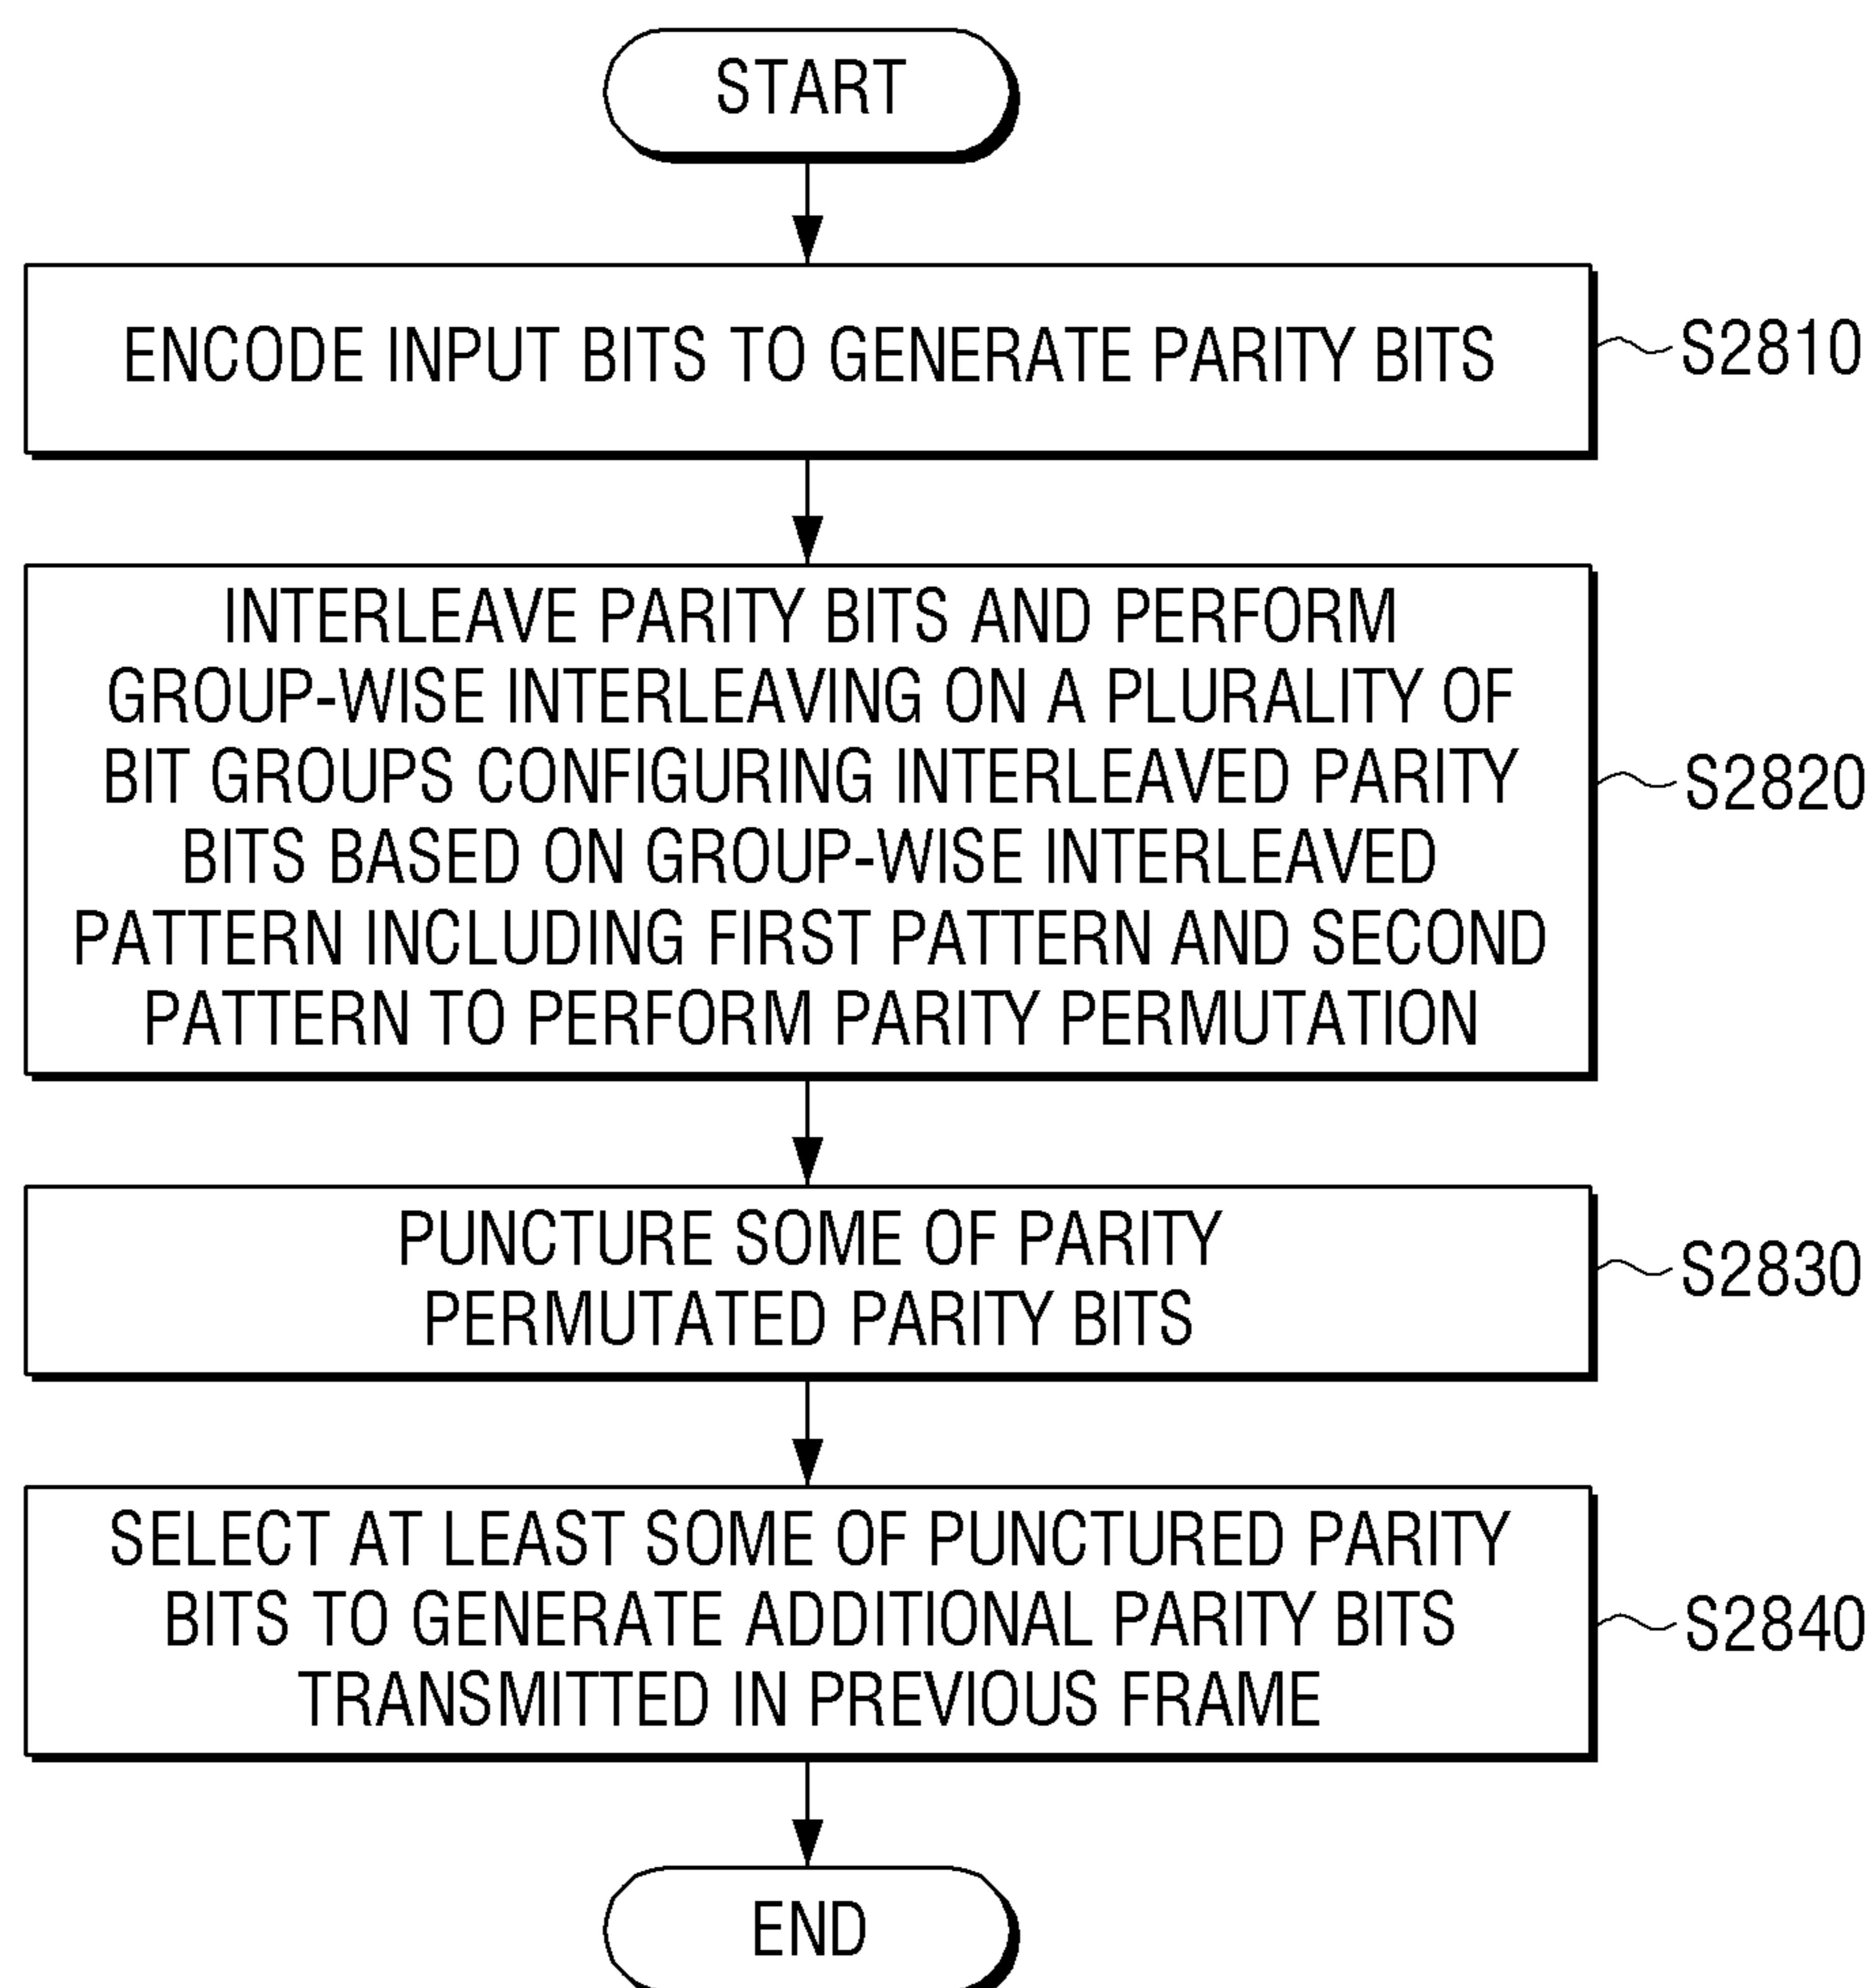 START
ENCODE INPUT BITS TO GENERATE PARITY BITS
S2810
INTERLEAVE PARITY BITS AND PERFORM
GROUP-WISE INTERLEAVING ON A PLURALITY OF
BIT GROUPS CONFIGURING INTERLEAVED PARITY
BITS BASED ON GROUP-WISE INTERLEAVED
PATTERN INCLUDING FIRST PATTERN AND SECOND
PATTERN TO PERFORM PARITY PERMUTATION
S2820
PUNCTURE SOME OF PARITY
PERMUTATED PARITY BITS
S2830
SELECT AT LEAST SOME OF PUNCTURED PARITY
BITS TO GENERATE ADDITIONAL PARITY BITS
TRANSMITTED IN PREVIOUS FRAME
S2840
END